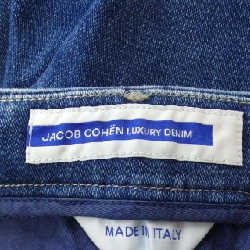 JACOB COHËN LUXURY DENIM
MADE IN ITALY